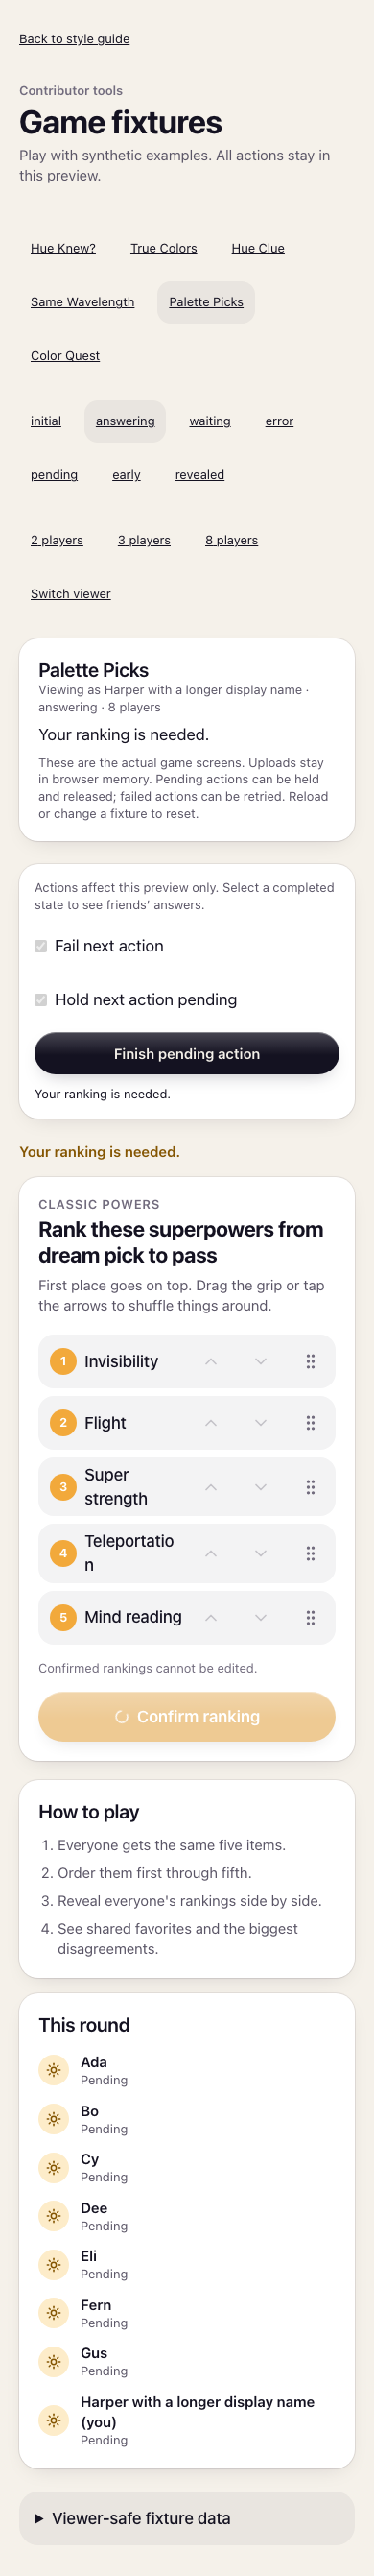 Back to style guide
Contributor tools
Game fixtures
Play with synthetic examples. All actions stay in
this preview.
Hue Knew? True Colors Hue Clue
Same Wavelength Palette Picks
Color Quest
initial answering waiting error
pending early revealed
2 players 3 players 8 players
Switch viewer
Palette Picks
Viewing as Harper with a longer display name ·
answering · 8 players
Your ranking is needed.
These are the actual game screens. Uploads stay
in browser memory. Pending actions can be held
and released; failed actions can be retried. Reload
or change a fixture to reset.
Actions affect this preview only. Select a completed
state to see friends' answers.
Fail next action
Hold next action pending
Finish pending action
Your ranking is needed.
Your ranking is needed.
CLASSIC POWERS
Rank these superpowers from
dream pick to pass
First place goes on top. Drag the grip or tap
the arrows to shuffle things around.
1 Invisibility
2 Flight
3 Super
strength
4 Teleportatio
n
5 Mind reading
Confirmed rankings cannot be edited.
Confirm ranking
How to play
1. Everyone gets the same five items.
2. Order them first through fifth.
3. Reveal everyone's rankings side by side.
4. See shared favorites and the biggest
disagreements.
This round
Ada
Pending
Bo
Pending
Cy
Pending
Dee
Pending
Eli
Pending
Fern
Pending
Gus
Pending
Harper with a longer display name
(you)
Pending
Viewer-safe fixture data